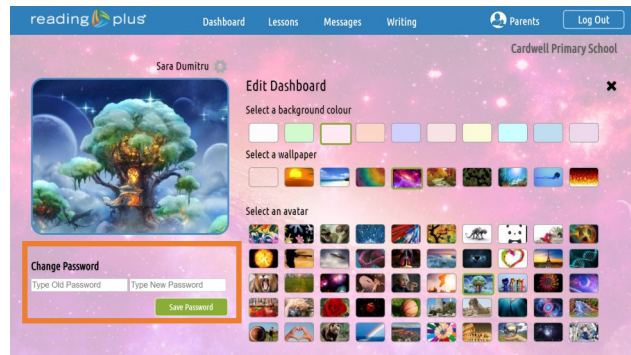 reading plus
Dashboard Lessons Messages Writing Parents Log Out
Cardwell Primary School
Sara Dumitru
Edit Dashboard
Select a background colour
Select a wallpaper
Select an avatar
Change Password
Type Old Password Type New Password
Save Password